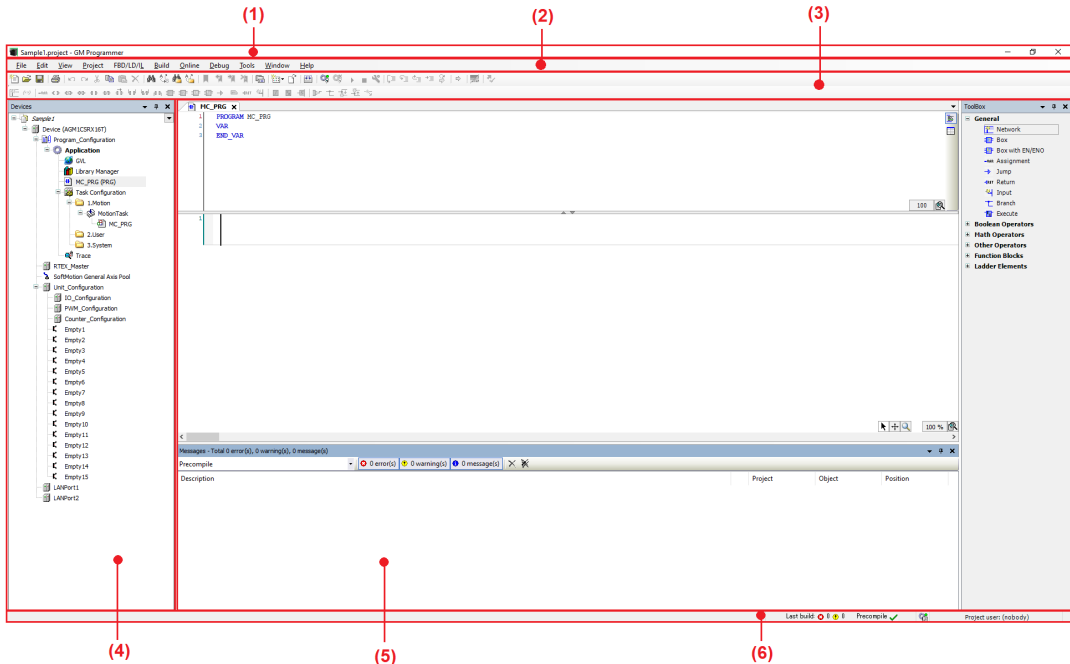 (1)
(2)
(3)
Sample1.project - GM Programmer
File Edit View Project FBD/LD/IL Build Online Debug Tools Window Help
Devices
Sample1
Device (AGM1CSRX16T)
Program_Configuration
Application
GVL
Library Manager
MC_PRG (PRG)
Task Configuration
1.Motion
MotionTask
MC_PRG
2.User
3.System
Trace
RTEX_Master
SoftMotion General Axis Pool
Unit_Configuration
IO_Configuration
PWM_Configuration
Counter_Configuration
Empty1
Empty2
Empty3
Empty4
Empty5
Empty6
Empty7
Empty8
Empty9
Empty10
Empty11
Empty12
Empty13
Empty14
Empty15
LANPort1
LANPort2
MC_PRG
1 PROGRAM MC_PRG
2 VAR
3 END_VAR
100
1
100 %
ToolBox
General
Network
Box
Box with EN/ENO
Assignment
Jump
Return
Input
Branch
Execute
Boolean Operators
Math Operators
Other Operators
Function Blocks
Ladder Elements
Messages - Total 0 error(s), 0 warning(s), 0 message(s)
Precompile 0 error(s) 0 warning(s) 0 message(s)
Description Project Object Position
Last build: 0 0 Precompile Project user: (nobody)
(4)
(5)
(6)